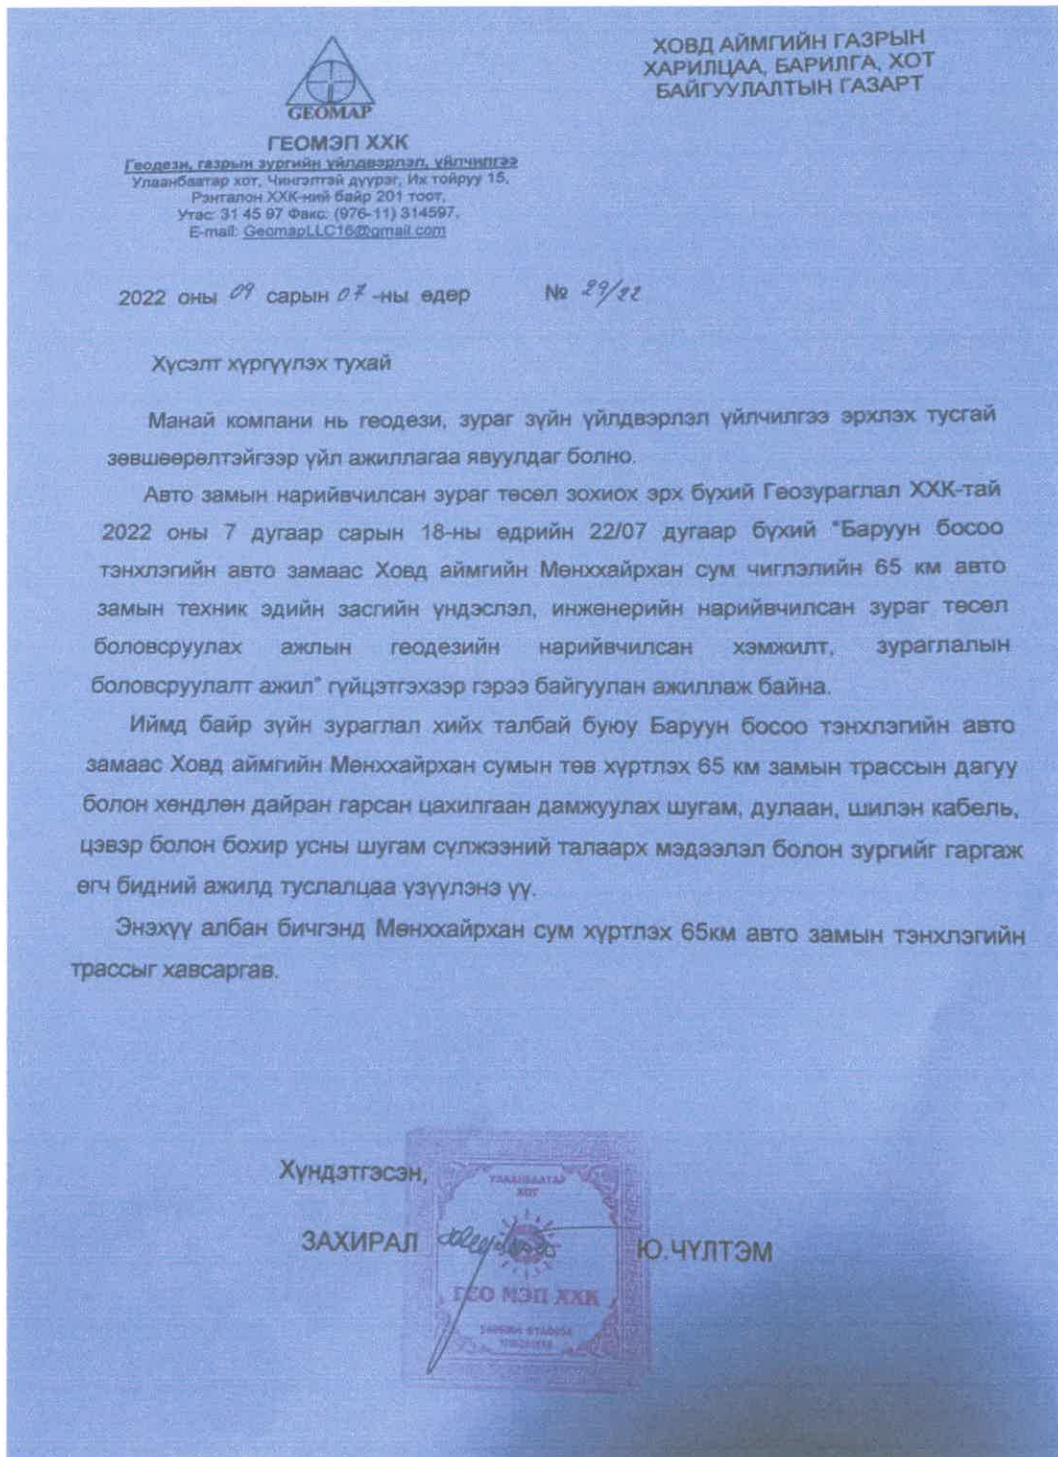 ХОВД АЙМГИЙН ГАЗРЫН
ХАРИЛЦАА, БАРИЛГА, ХОТ
БАЙГУУЛАЛТЫН ГАЗАРТ
GEOMAP
ГЕОМЭП ХХК
Геодези, газрын зургийн үйлдвэрлэл, үйлчилгээ
Улаанбаатар хот, Чингэлтэй дүүрэг, Их тойруу 15,
Рэнталон ХХК-ний байр 201 тоот,
Утас: 31 45 97 Факс: (976-11) 314597,
E-mail: GeomapLLC16@gmail.com
2022 оны 09 сарын 07 -ны өдөр № 29/22
Хүсэлт хүргүүлэх тухай
Манай компани нь геодези, зураг зүйн үйлдвэрлэл үйлчилгээ эрхлэх тусгай
зөвшөөрөлтэйгээр үйл ажиллагаа явуулдаг болно.
Авто замын нарийвчилсан зураг төсөл зохиох эрх бүхий Геозураглал ХХК-тай
2022 оны 7 дугаар сарын 18-ны өдрийн 22/07 дугаар бүхий "Баруун босоо
тэнхлэгийн авто замаас Ховд аймгийн Мөнххайрхан сум чиглэлийн 65 км авто
замын техник эдийн засгийн үндэслэл, инженерийн нарийвчилсан зураг төсөл
боловсруулах ажлын геодезийн нарийвчилсан хэмжилт, зураглалын
боловсруулалт ажил" гүйцэтгэхээр гэрээ байгуулан ажиллаж байна.
Иймд байр зүйн зураглал хийх талбай буюу Баруун босоо тэнхлэгийн авто
замаас Ховд аймгийн Мөнххайрхан сумын төв хүртлэх 65 км замын трассын дагуу
болон хөндлөн дайран гарсан цахилгаан дамжуулах шугам, дулаан, шилэн кабель,
цэвэр болон бохир усны шугам сүлжээний талаарх мэдээлэл болон зургийг гаргаж
өгч бидний ажилд туслалцаа үзүүлэнэ үү.
Энэхүү албан бичгэнд Мөнххайрхан сум хүртлэх 65км авто замын тэнхлэгийн
трассыг хавсаргав.
Хүндэтгэсэн,
УЛААНБААТАР
ХОТ
ЗАХИРАЛ Ю.ЧҮЛТЭМ
ГЕО МЭП ХХК